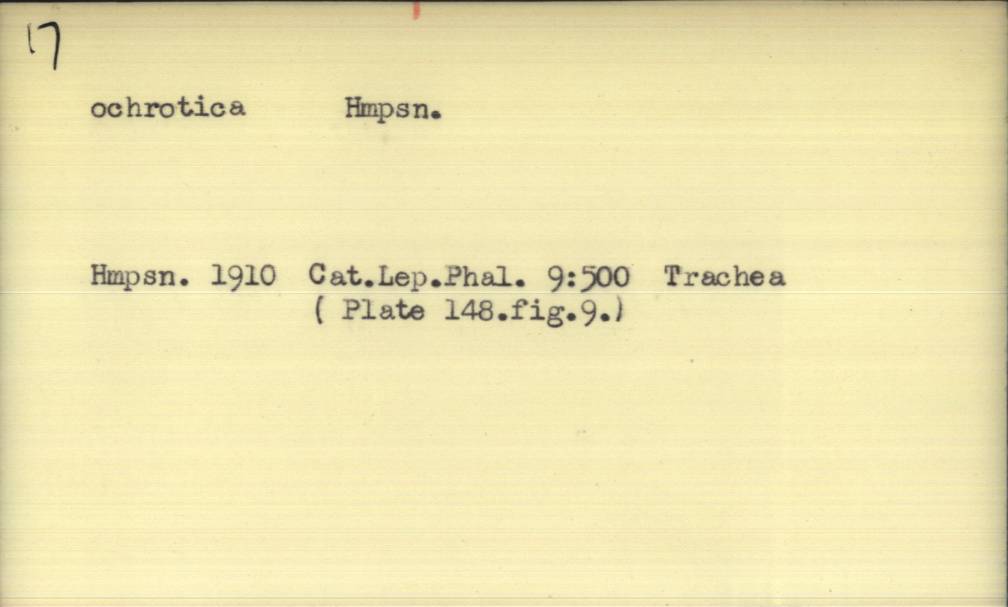 17
ochrotica Hmpsn.
Hmpsn. 1910 Cat.Lep.Phal. 9:500 Trachea
( Plate 148.fig.9.)